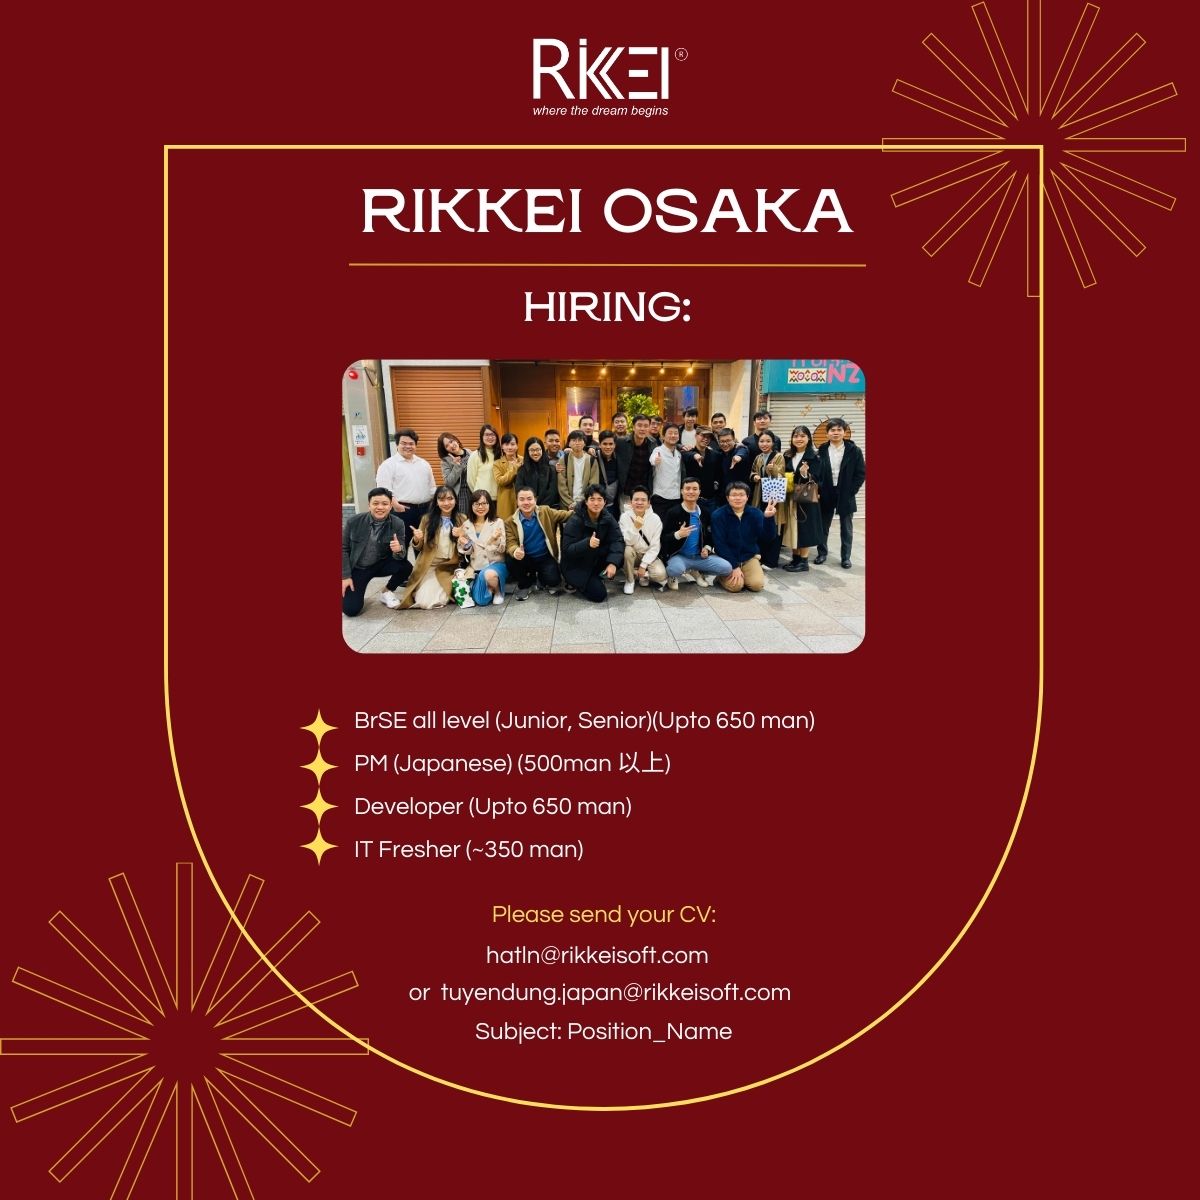 RIKKEI®
where the dream begins
RIKKEI OSAKA
HIRING:
BrSE all level (Junior, Senior)(Upto 650 man)
PM (Japanese) (500man 以上)
Developer (Upto 650 man)
IT Fresher (~350 man)
Please send your CV:
hatln@rikkeisoft.com
or tuyendung.japan@rikkeisoft.com
Subject: Position_Name